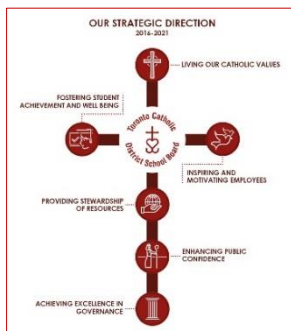 OUR STRATEGIC DIRECTION
2016-2021
LIVING OUR CATHOLIC VALUES
FOSTERING STUDENT
ACHIEVEMENT AND WELL BEING
Toronto Catholic
District School Board
INSPIRING AND
MOTIVATING EMPLOYEES
PROVIDING STEWARDSHIP
OF RESOURCES
ENHANCING PUBLIC
CONFIDENCE
ACHIEVING EXCELLENCE IN
GOVERNANCE